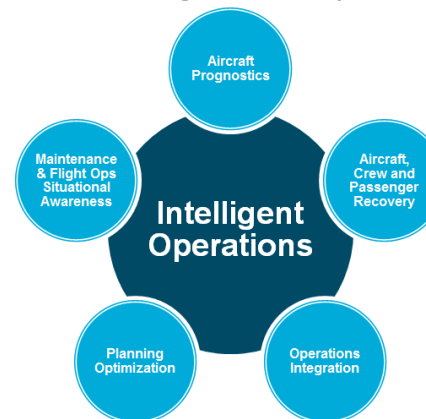 Aircraft
Prognostics
Maintenance
& Flight Ops
Situational
Awareness
Aircraft,
Crew and
Passenger
Recovery
Intelligent
Operations
Planning
Optimization
Operations
Integration